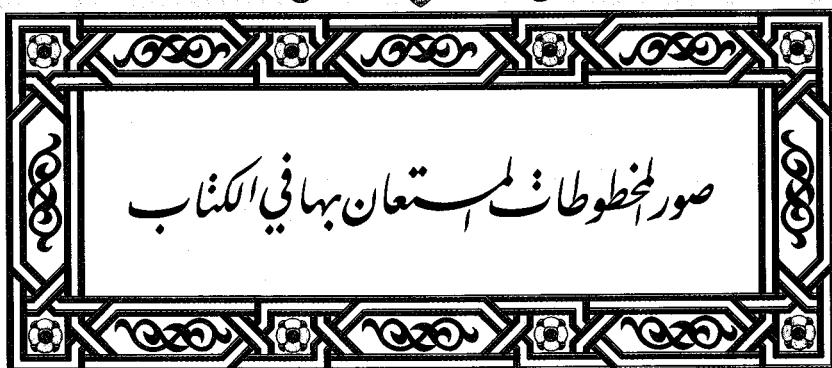 صور المخطوطات المستعان بها في الكتاب